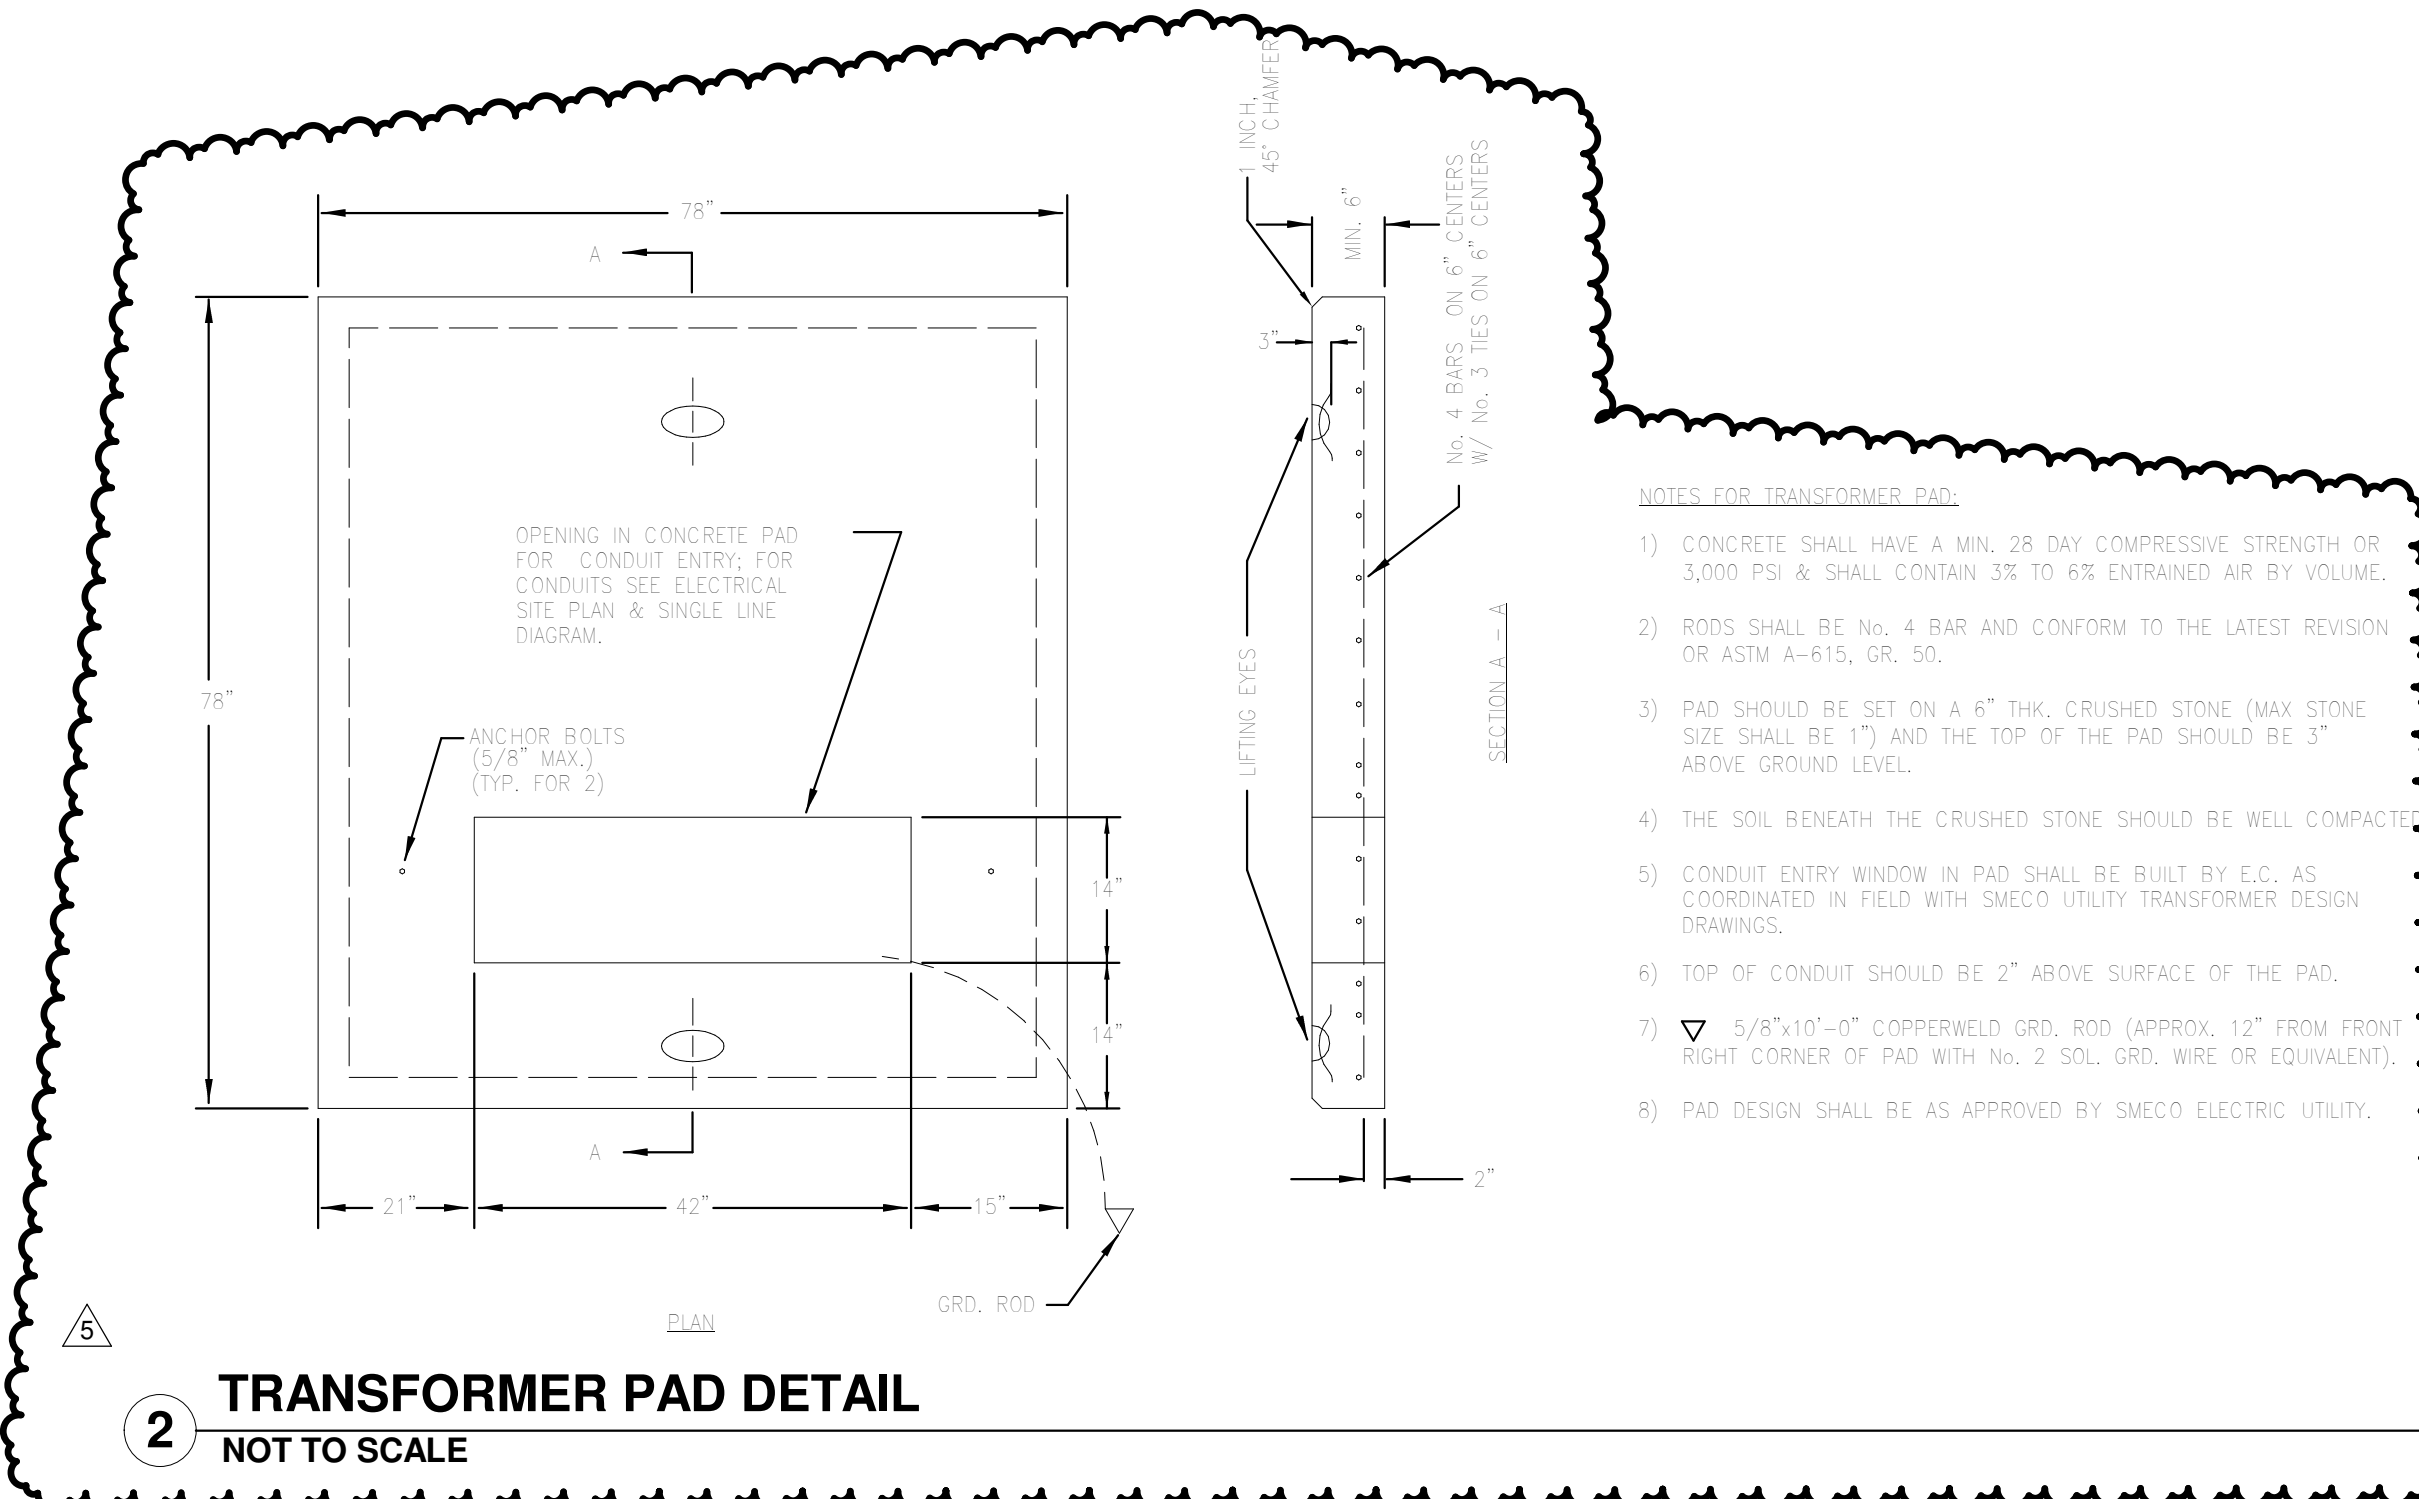 1 INCH,
45° CHAMFER
78"
A
MIN. 6"
No. 4 BARS ON 6" CENTERS
W/ No. 3 TIES ON 6" CENTERS
3"
OPENING IN CONCRETE PAD
FOR CONDUIT ENTRY; FOR
CONDUITS SEE ELECTRICAL
SITE PLAN & SINGLE LINE
DIAGRAM.
78"
ANCHOR BOLTS
(5/8" MAX.)
(TYP. FOR 2)
LIFTING EYES
SECTION A - A
14"
14"
A
21"
42"
15"
2"
GRD. ROD
PLAN
NOTES FOR TRANSFORMER PAD:
1) CONCRETE SHALL HAVE A MIN. 28 DAY COMPRESSIVE STRENGTH OR
3,000 PSI & SHALL CONTAIN 3% TO 6% ENTRAINED AIR BY VOLUME.
2) RODS SHALL BE No. 4 BAR AND CONFORM TO THE LATEST REVISION
OR ASTM A-615, GR. 50.
3) PAD SHOULD BE SET ON A 6" THK. CRUSHED STONE (MAX STONE
SIZE SHALL BE 1") AND THE TOP OF THE PAD SHOULD BE 3"
ABOVE GROUND LEVEL.
4) THE SOIL BENEATH THE CRUSHED STONE SHOULD BE WELL COMPACTED
5) CONDUIT ENTRY WINDOW IN PAD SHALL BE BUILT BY E.C. AS
COORDINATED IN FIELD WITH SMECO UTILITY TRANSFORMER DESIGN
DRAWINGS.
6) TOP OF CONDUIT SHOULD BE 2" ABOVE SURFACE OF THE PAD.
7) 5/8"x10'-0" COPPERWELD GRD. ROD (APPROX. 12" FROM FRONT
RIGHT CORNER OF PAD WITH No. 2 SOL. GRD. WIRE OR EQUIVALENT).
8) PAD DESIGN SHALL BE AS APPROVED BY SMECO ELECTRIC UTILITY.
5
2
TRANSFORMER PAD DETAIL
NOT TO SCALE